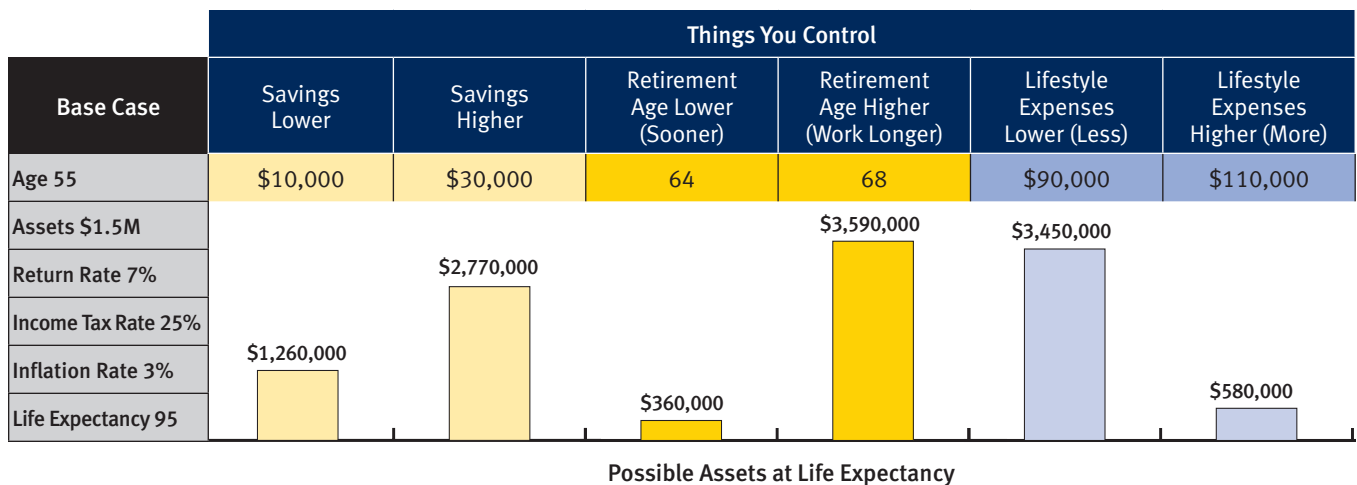 Things You Control
Base Case
Savings
Lower
Savings
Higher
Retirement
Age Lower
(Sooner)
Retirement
Age Higher
(Work Longer)
Lifestyle
Expenses
Lower (Less)
Lifestyle
Expenses
Higher (More)
Age 55
$10,000
$30,000
64
68
$90,000
$110,000
Assets $1.5M
Return Rate 7%
Income Tax Rate 25%
Inflation Rate 3%
Life Expectancy 95
$1,260,000
$2,770,000
$360,000
$3,590,000
$3,450,000
$580,000
Possible Assets at Life Expectancy